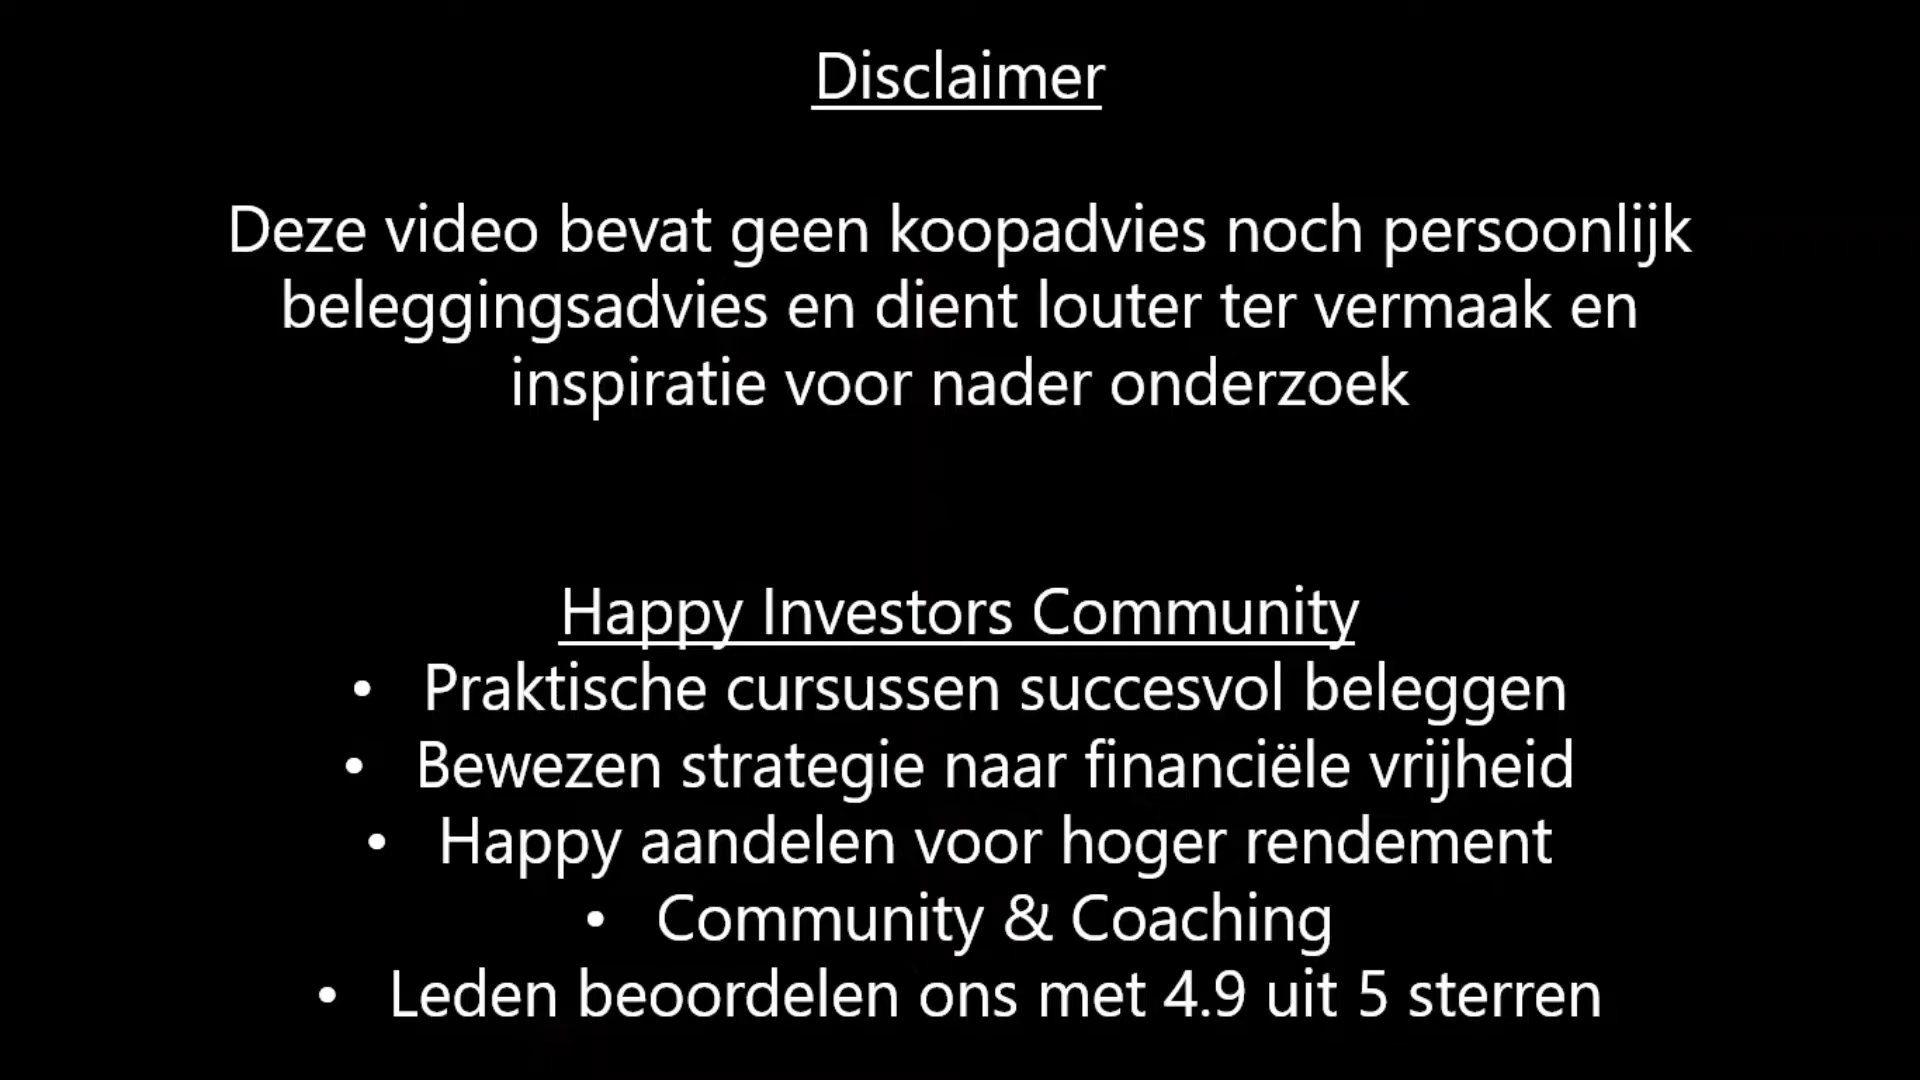 Disclaimer
Deze video bevat geen koopadvies noch persoonlijk
beleggingsadvies en dient louter ter vermaak en
inspiratie voor nader onderzoek
Happy Investors Community
• Praktische cursussen succesvol beleggen
• Bewezen strategie naar financiële vrijheid
• Happy aandelen voor hoger rendement
• Community & Coaching
• Leden beoordelen ons met 4.9 uit 5 sterren